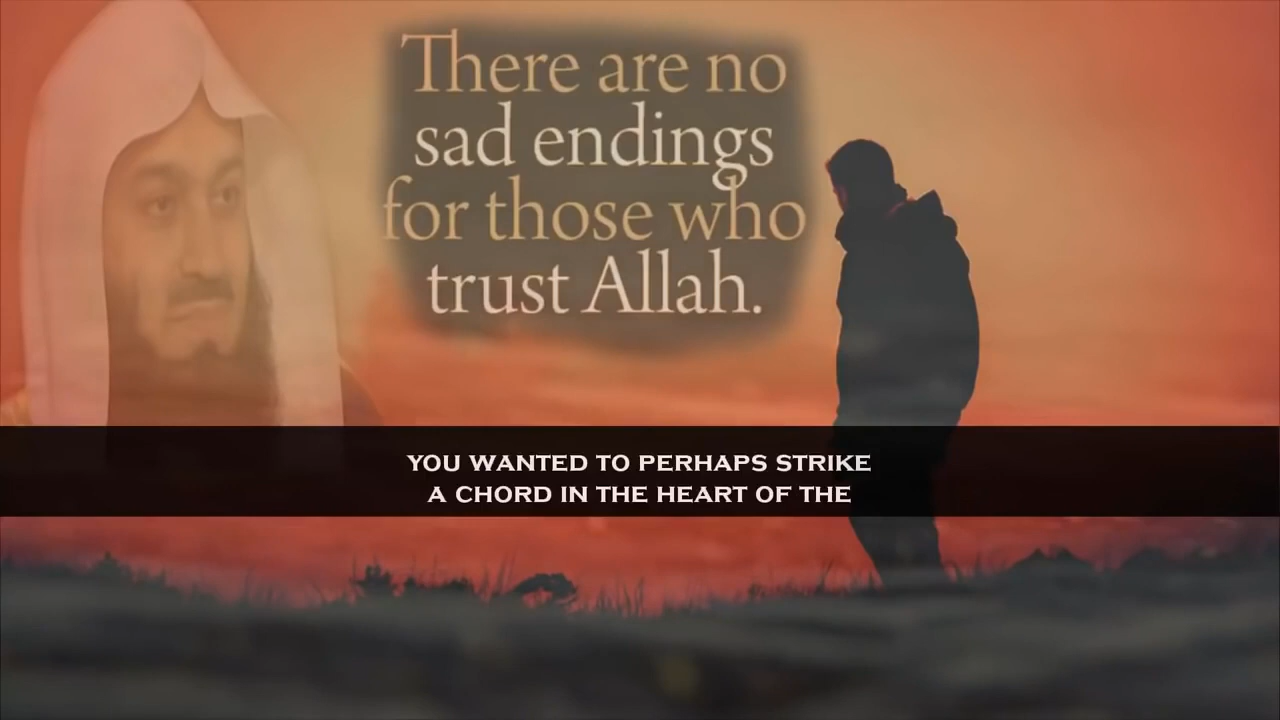 There are no
sad endings
for those who
trust Allah.
YOU WANTED TO PERHAPS STRIKE
A CHORD IN THE HEART OF THE